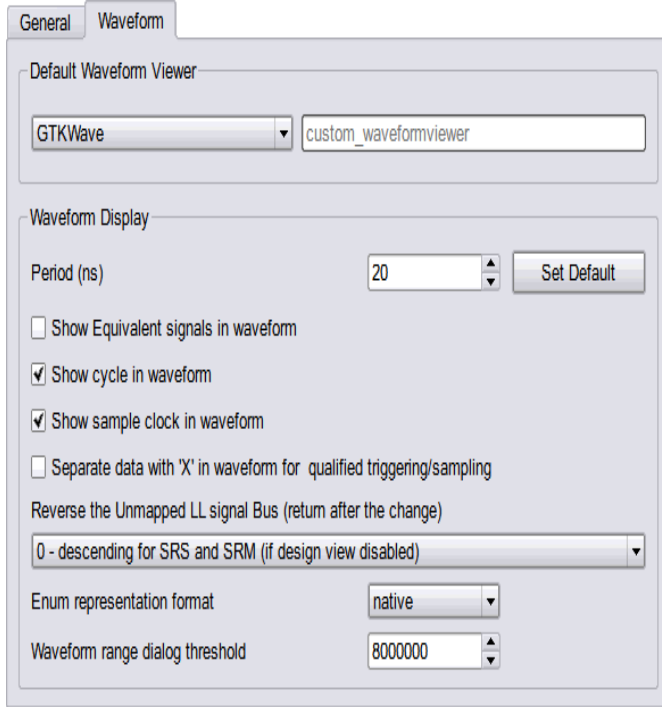 General
Waveform
Default Waveform Viewer
GTKWave
custom_waveformviewer
Waveform Display
Period (ns)
20
Set Default
Show Equivalent signals in waveform
Show cycle in waveform
Show sample clock in waveform
Separate data with 'X' in waveform for qualified triggering/sampling
Reverse the Unmapped LL signal Bus (return after the change)
0 - descending for SRS and SRM (if design view disabled)
Enum representation format
native
Waveform range dialog threshold
8000000